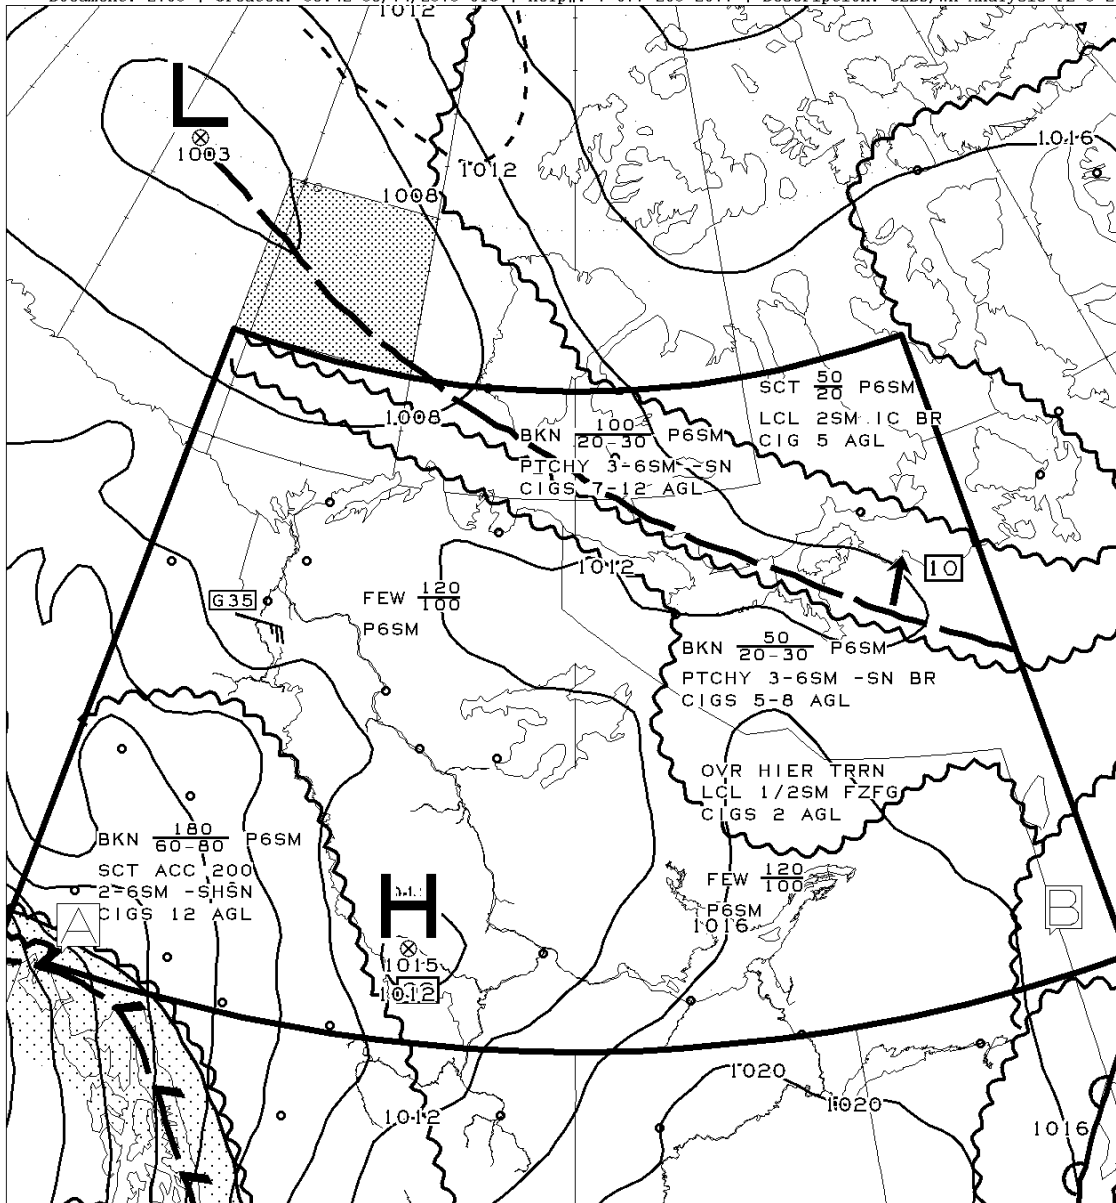 1012
L
1003
1012
1008
1016
SCT 50/20 P6SM
LCL 2SM IC BR
CIG 5 AGL
1008
BKN 100/20-30 P6SM
PTCHY 3-6SM -SN
CIGS 7-12 AGL
1012
10
G35
FEW 120/100
P6SM
BKN 50/20-30 P6SM
PTCHY 3-6SM -SN BR
CIGS 5-8 AGL
OVR HIER TRRN
LCL 1/2SM FZFG
CIGS 2 AGL
BKN 180/60-80 P6SM
SCT ACC 200
2-6SM -SHSN
CIGS 12 AGL
FEW 120/100
P6SM
1016
A
B
H
1015
1012
1020
1020
1012
1016